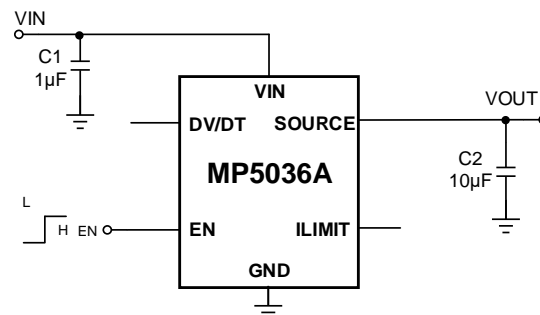 VIN
C1
1µF
VIN
DV/DT
SOURCE
VOUT
MP5036A
C2
10µF
L
H
EN
EN
ILIMIT
GND